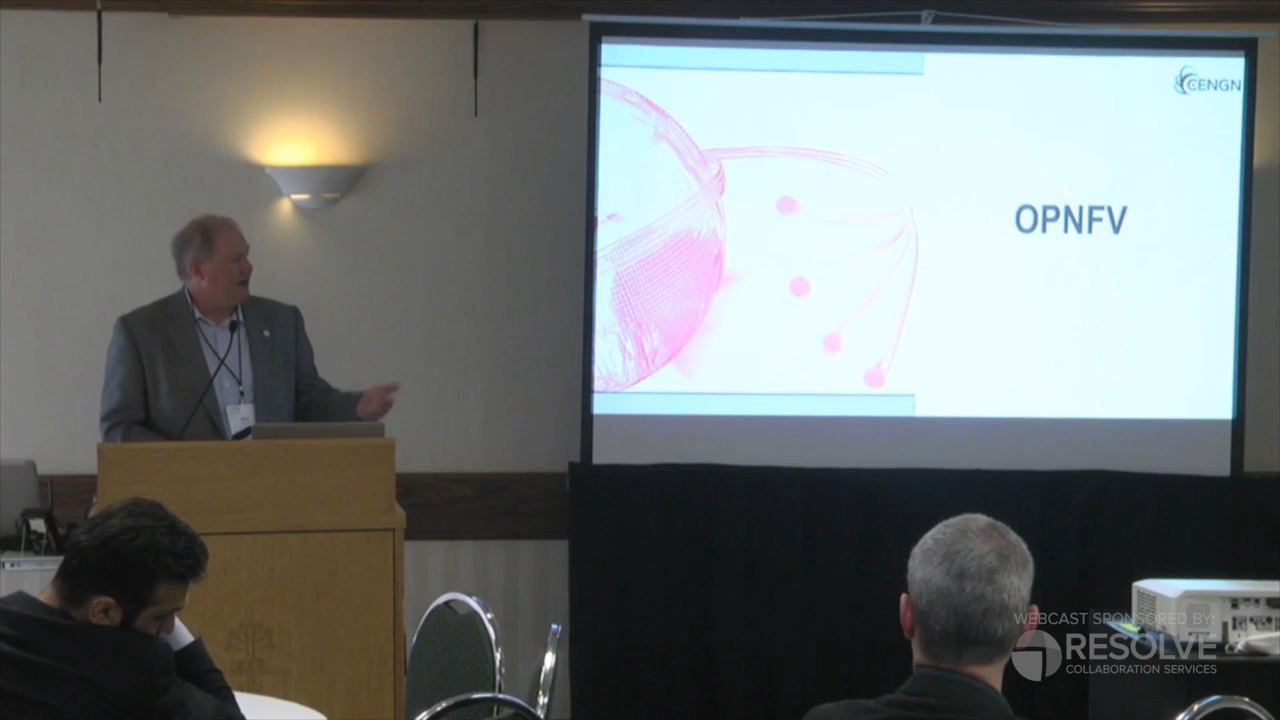 CENGN
OPNFV
WEBCAST SPONSORED BY:
RESOLVE
COLLABORATION SERVICES